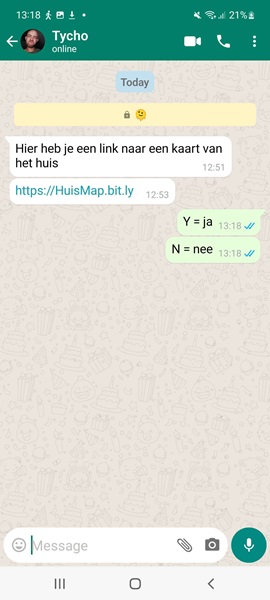 13:18
21%
Tycho
online
Today
Hier heb je een link naar een kaart van
het huis
12:51
https://HuisMap.bit.ly
12:53
Y = ja
13:18
N = nee
13:18
Message